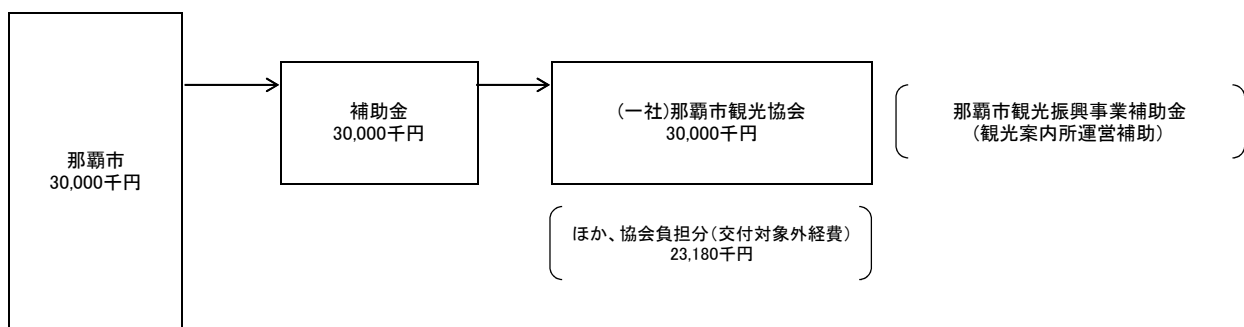 那覇市
30,000千円
補助金
30,000千円
(一社)那覇市観光協会
30,000千円
那覇市観光振興事業補助金
(観光案内所運営補助)
ほか、協会負担分(交付対象外経費)
23,180千円